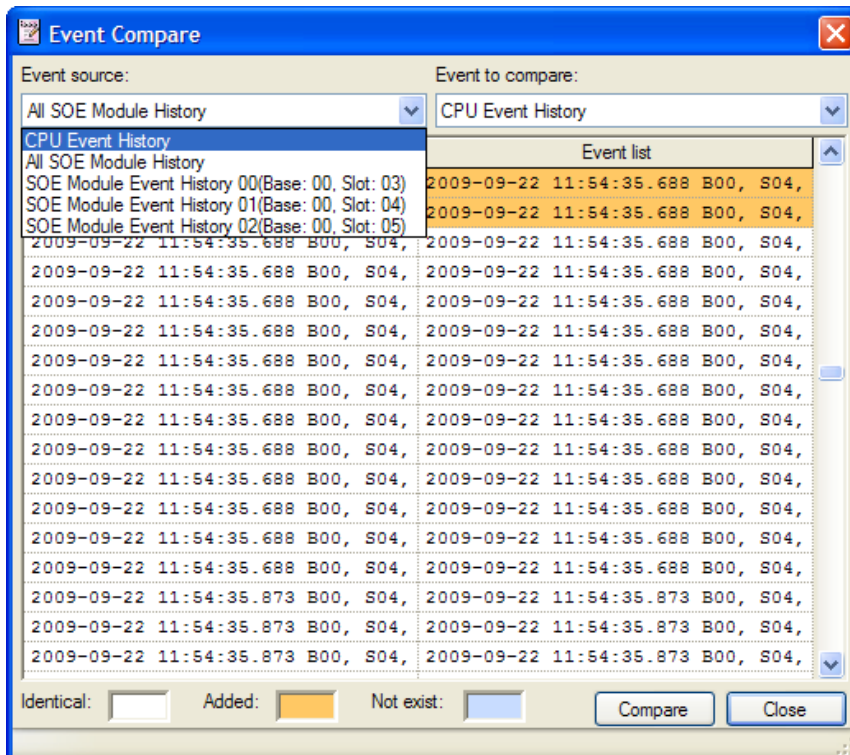 Event Compare
Event source:
Event to compare:
All SOE Module History
CPU Event History
CPU Event History
All SOE Module History
SOE Module Event History 00(Base: 00, Slot: 03)
SOE Module Event History 01(Base: 00, Slot: 04)
SOE Module Event History 02(Base: 00, Slot: 05)
Event list
2009-09-22 11:54:35.688 B00, S04,
2009-09-22 11:54:35.688 B00, S04,
2009-09-22 11:54:35.688 B00, S04, 2009-09-22 11:54:35.688 B00, S04,
2009-09-22 11:54:35.688 B00, S04, 2009-09-22 11:54:35.688 B00, S04,
2009-09-22 11:54:35.688 B00, S04, 2009-09-22 11:54:35.688 B00, S04,
2009-09-22 11:54:35.688 B00, S04, 2009-09-22 11:54:35.688 B00, S04,
2009-09-22 11:54:35.688 B00, S04, 2009-09-22 11:54:35.688 B00, S04,
2009-09-22 11:54:35.688 B00, S04, 2009-09-22 11:54:35.688 B00, S04,
2009-09-22 11:54:35.688 B00, S04, 2009-09-22 11:54:35.688 B00, S04,
2009-09-22 11:54:35.688 B00, S04, 2009-09-22 11:54:35.688 B00, S04,
2009-09-22 11:54:35.688 B00, S04, 2009-09-22 11:54:35.688 B00, S04,
2009-09-22 11:54:35.688 B00, S04, 2009-09-22 11:54:35.688 B00, S04,
2009-09-22 11:54:35.688 B00, S04, 2009-09-22 11:54:35.688 B00, S04,
2009-09-22 11:54:35.688 B00, S04, 2009-09-22 11:54:35.688 B00, S04,
2009-09-22 11:54:35.873 B00, S04, 2009-09-22 11:54:35.873 B00, S04,
2009-09-22 11:54:35.873 B00, S04, 2009-09-22 11:54:35.873 B00, S04,
2009-09-22 11:54:35.873 B00, S04, 2009-09-22 11:54:35.873 B00, S04,
Identical:
Added:
Not exist:
Compare
Close